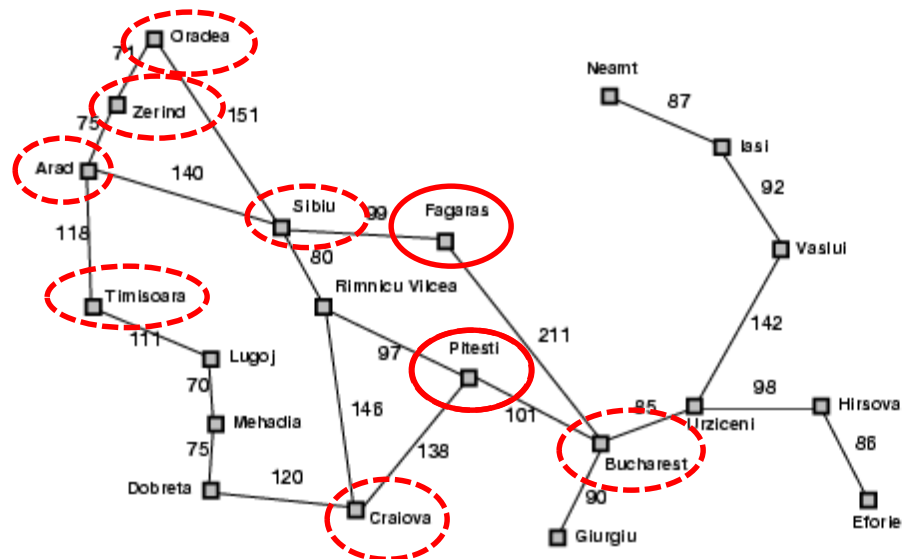 Oradea
71
Neamt
Zerind
87
75
151
Iasi
Arad
140
92
Sibiu
99
Fagaras
118
80
Vaslui
Timisoara
Rimnicu Vilcea
111
142
211
Lugoj
97
Pitesti
70
98
146
101
85
Urziceni
Hirsova
Mehadia
75
138
86
Bucharest
Dobreta
120
90
Craiova
Eforie
Giurgiu